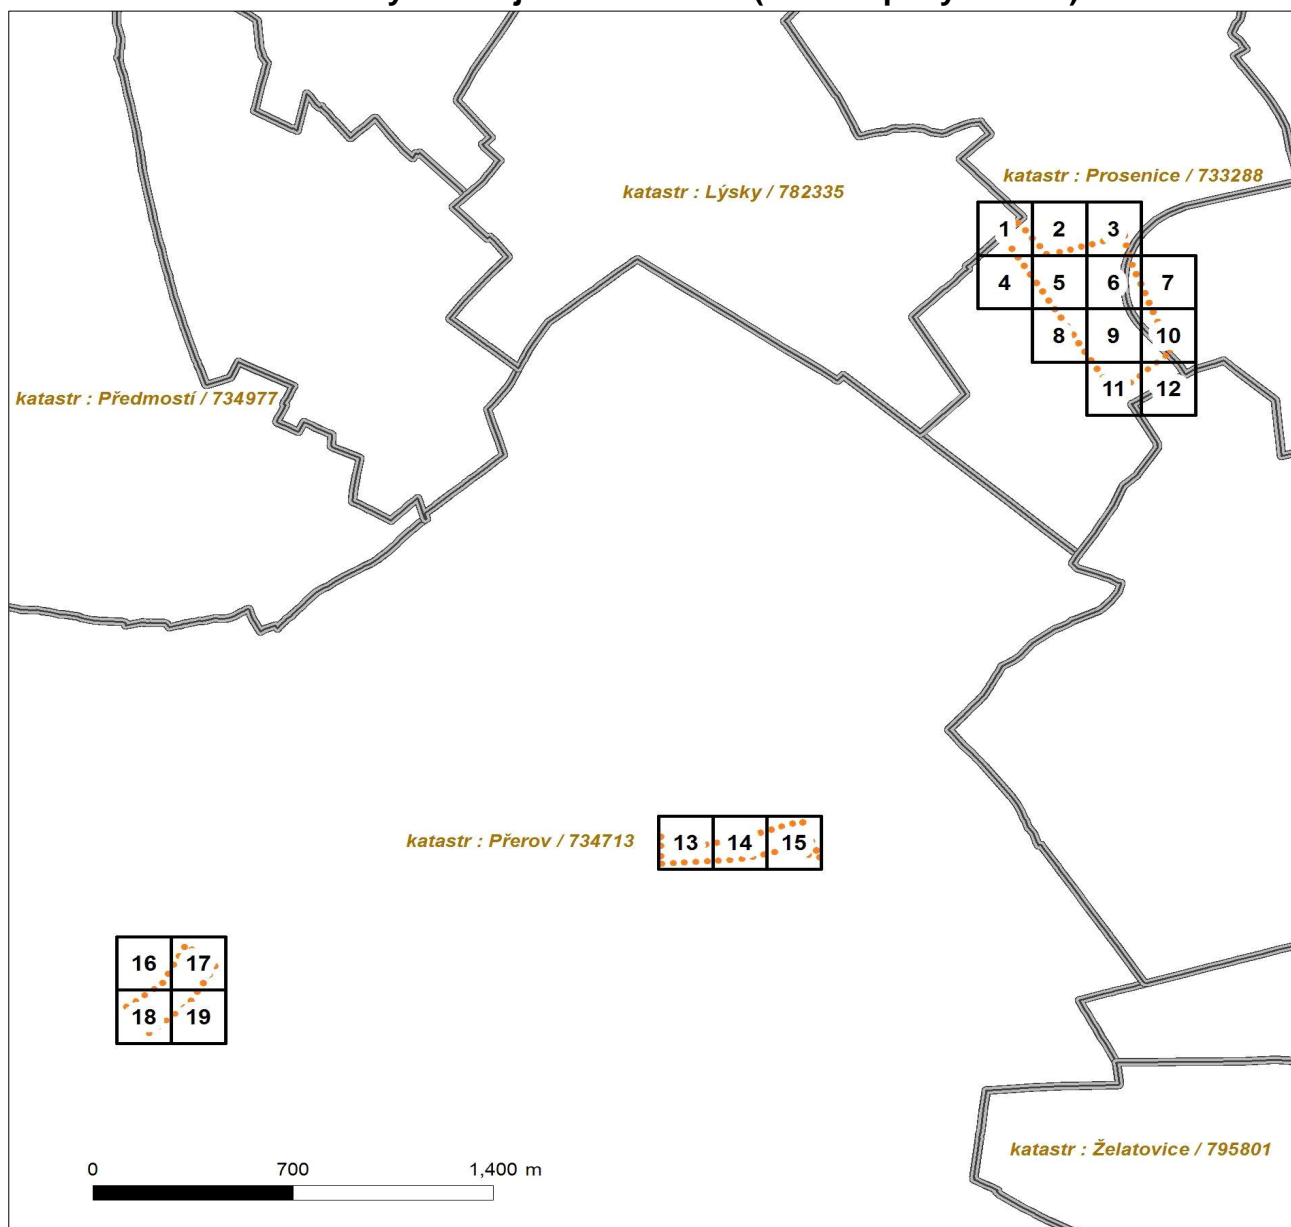 katastr : Prosenice / 733288
katastr : Lýsky / 782335
1 2 3
4 5 6 7
8 9 10
11 12
katastr : Předmostí / 734977
katastr : Přerov / 734713
13 14 15
16 17
18 19
katastr : Želatovice / 795801
0 700 1,400 m